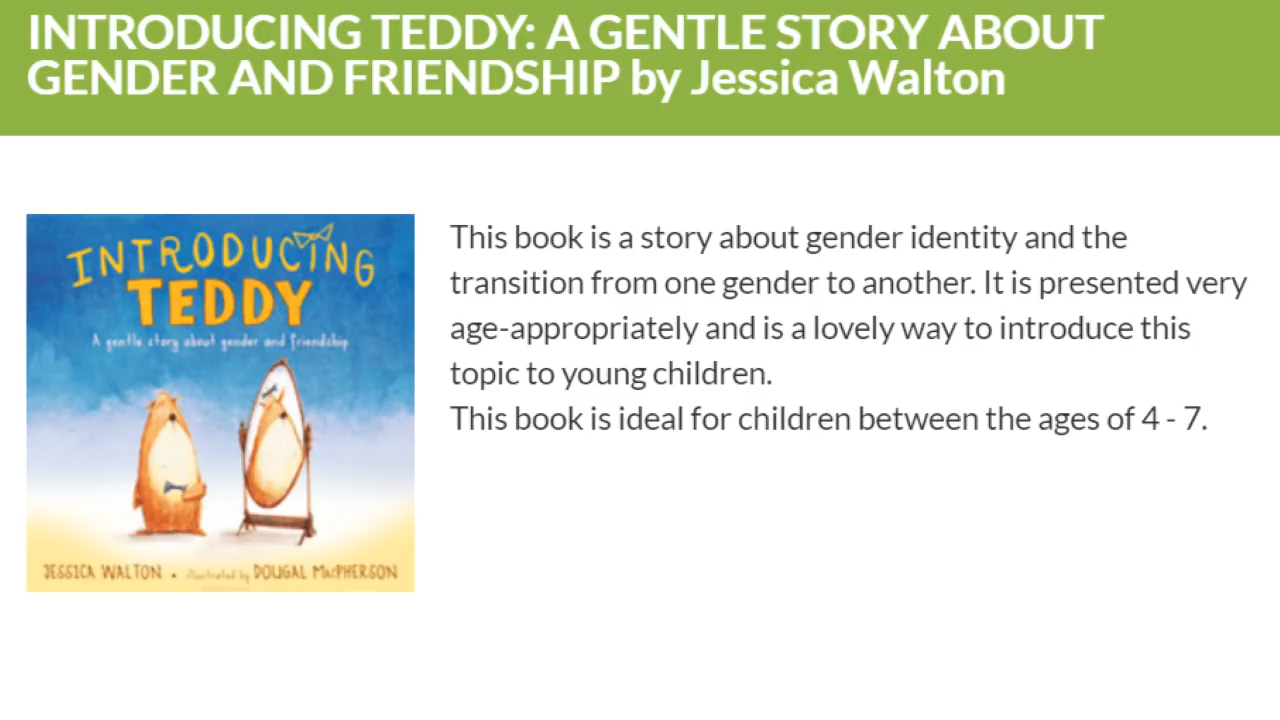 INTRODUCING TEDDY: A GENTLE STORY ABOUT
GENDER AND FRIENDSHIP by Jessica Walton
INTRODUCING
TEDDY
A gentle story about gender and friendship
JESSICA WALTON • illustrated by DOUGAL MACPHERSON
This book is a story about gender identity and the
transition from one gender to another. It is presented very
age-appropriately and is a lovely way to introduce this
topic to young children.
This book is ideal for children between the ages of 4 - 7.